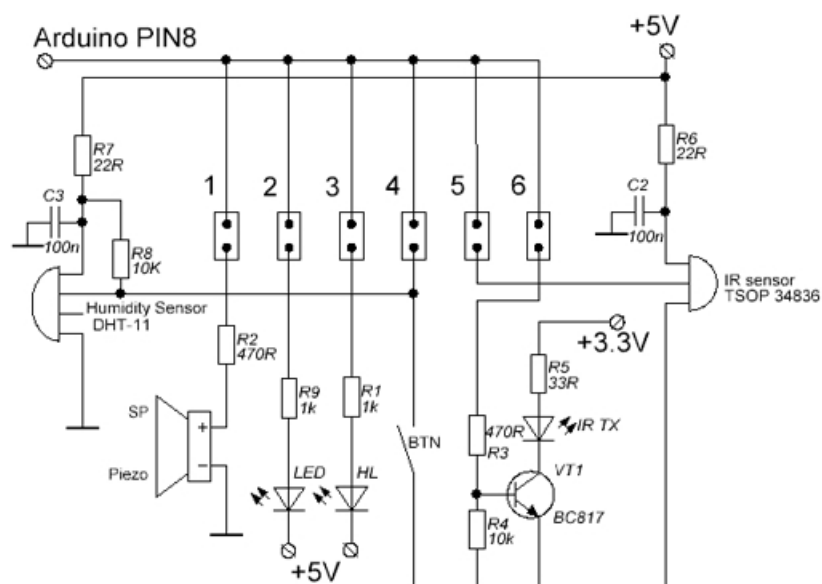 Arduino PIN8
+5V
R7
22R
R6
22R
1
2
3
4
5
6
C3
100n
C2
100n
R8
10K
Humidity Sensor
DHT-11
IR sensor
TSOP 34836
R2
470R
+3.3V
R5
33R
R9
1k
R1
1k
SP
+
−
Piezo
BTN
470R
R3
IR TX
LED
HL
VT1
BC817
R4
10k
+5V